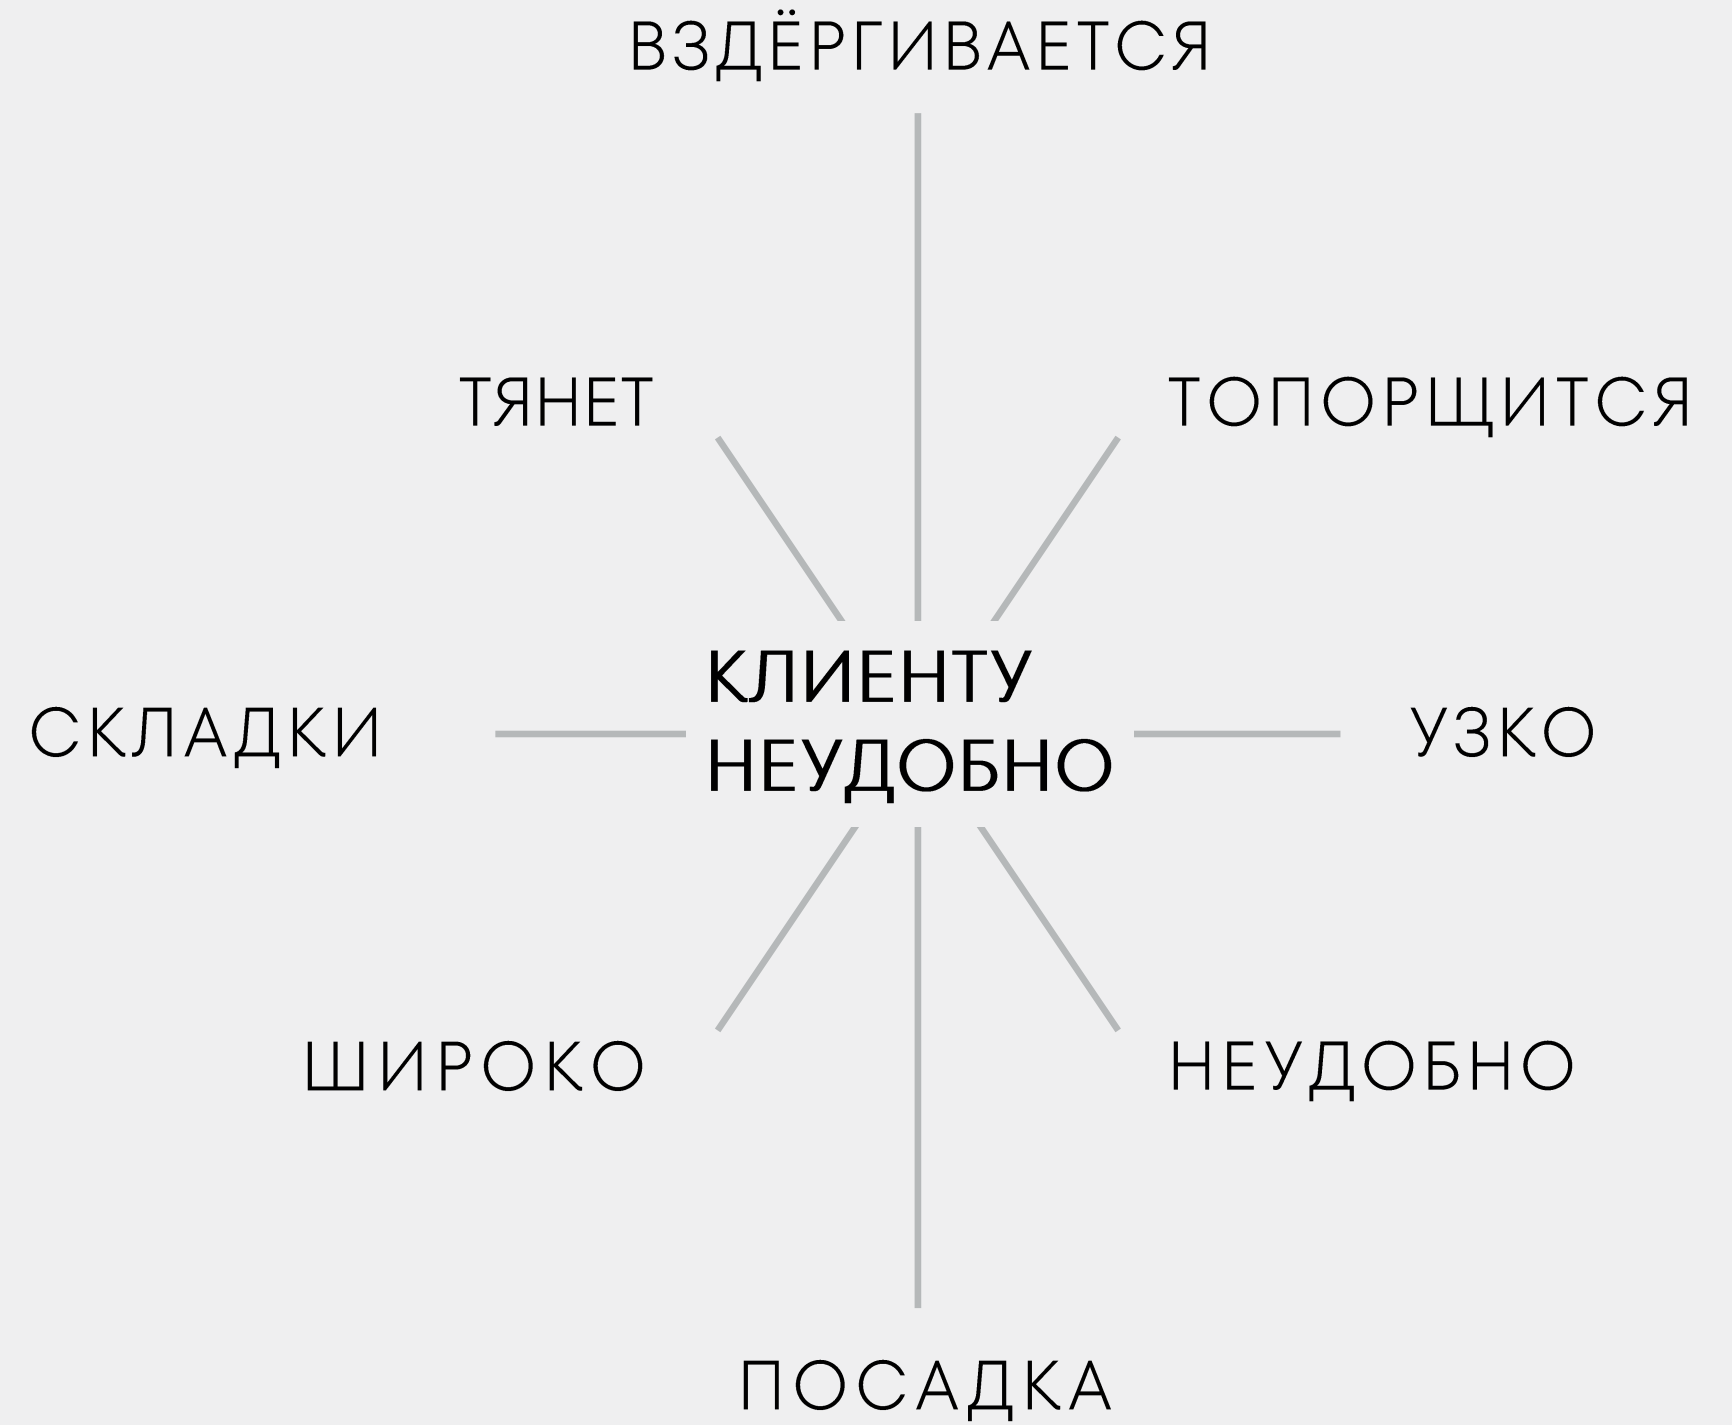 ВЗДЁРГИВАЕТСЯ
ТЯНЕТ
ТОПОРЩИТСЯ
КЛИЕНТУ
НЕУДОБНО
СКЛАДКИ
УЗКО
ШИРОКО
НЕУДОБНО
ПОСАДКА